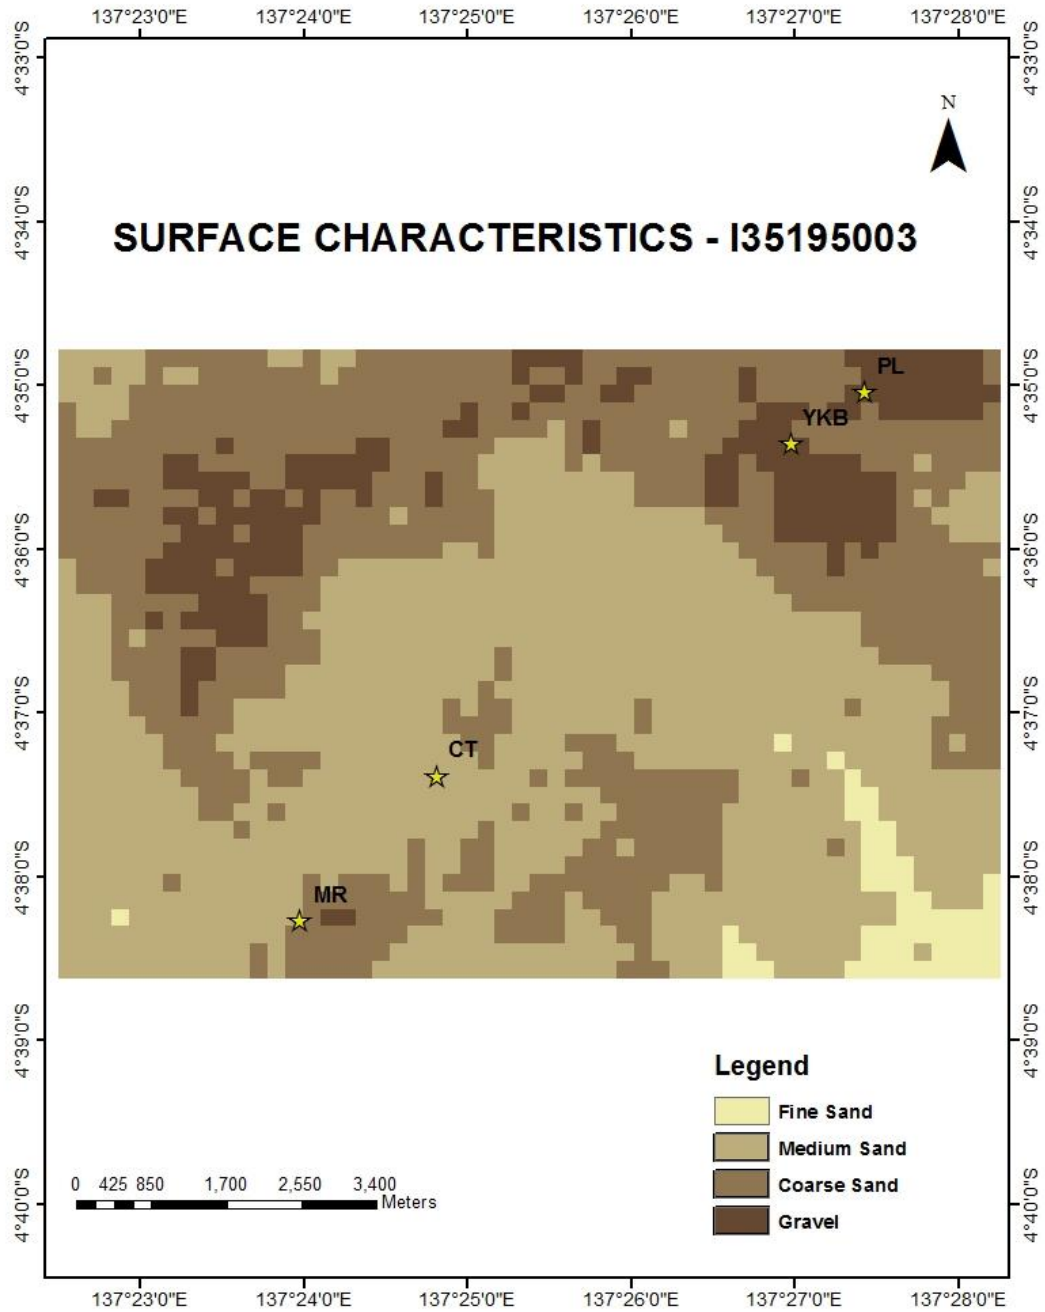 137°23'0"E 137°24'0"E 137°25'0"E 137°26'0"E 137°27'0"E 137°28'0"E
4°33'0"S 4°33'0"S
N
4°34'0"S 4°34'0"S
SURFACE CHARACTERISTICS - I35195003
4°35'0"S 4°35'0"S
PL
YKB
4°36'0"S 4°36'0"S
4°37'0"S 4°37'0"S
CT
4°38'0"S 4°38'0"S
MR
4°39'0"S 4°39'0"S
Legend
Fine Sand
Medium Sand
Coarse Sand
Gravel
0 425 850 1,700 2,550 3,400
Meters
4°40'0"S 4°40'0"S
137°23'0"E 137°24'0"E 137°25'0"E 137°26'0"E 137°27'0"E 137°28'0"E